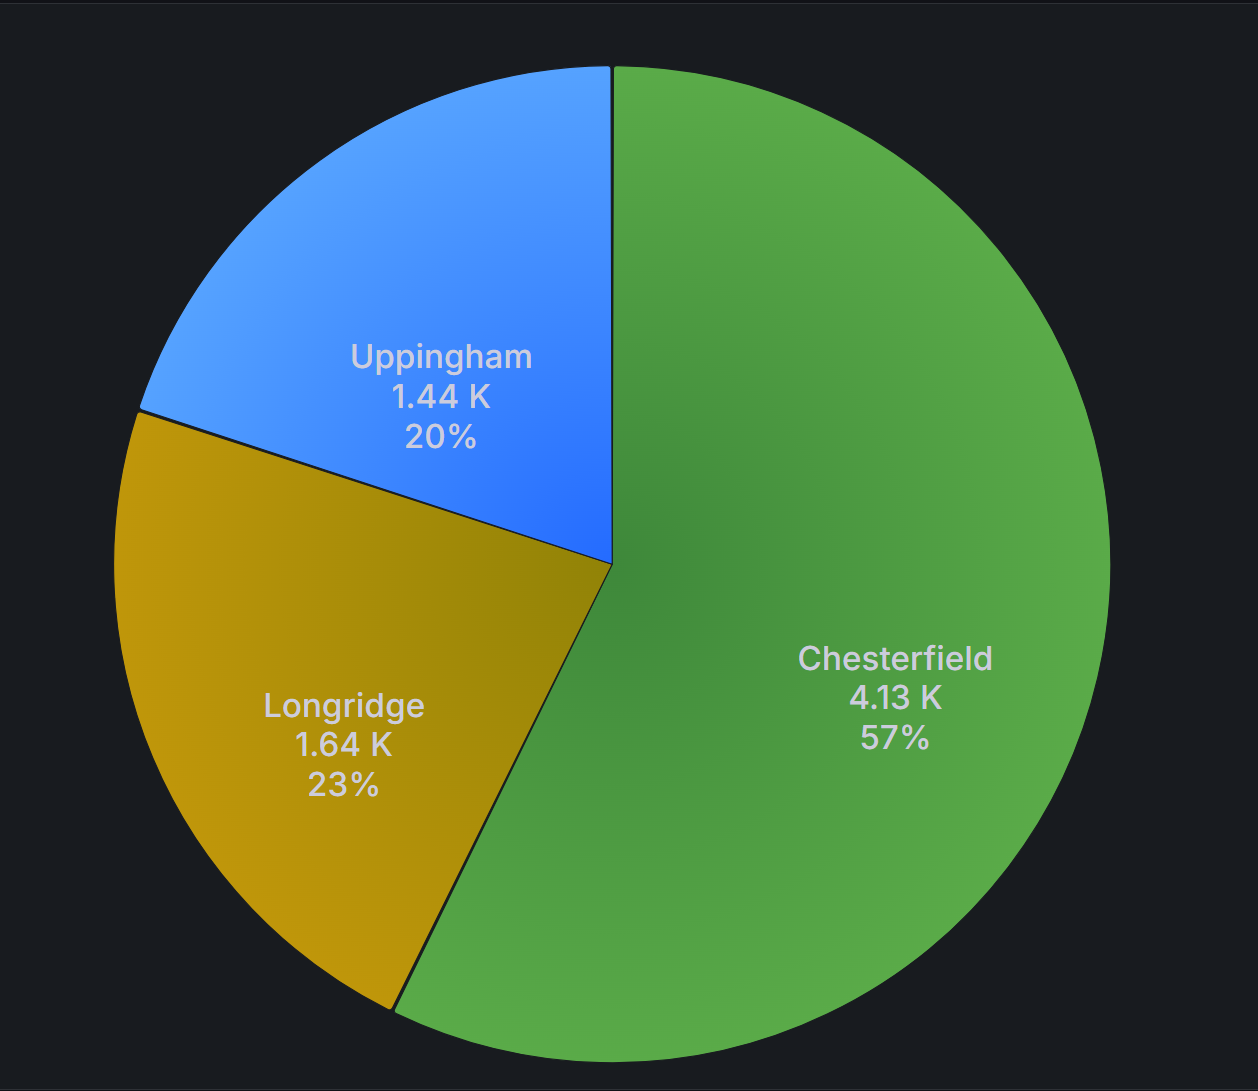 Uppingham
1.44 K
20%
Chesterfield
4.13 K
57%
Longridge
1.64 K
23%